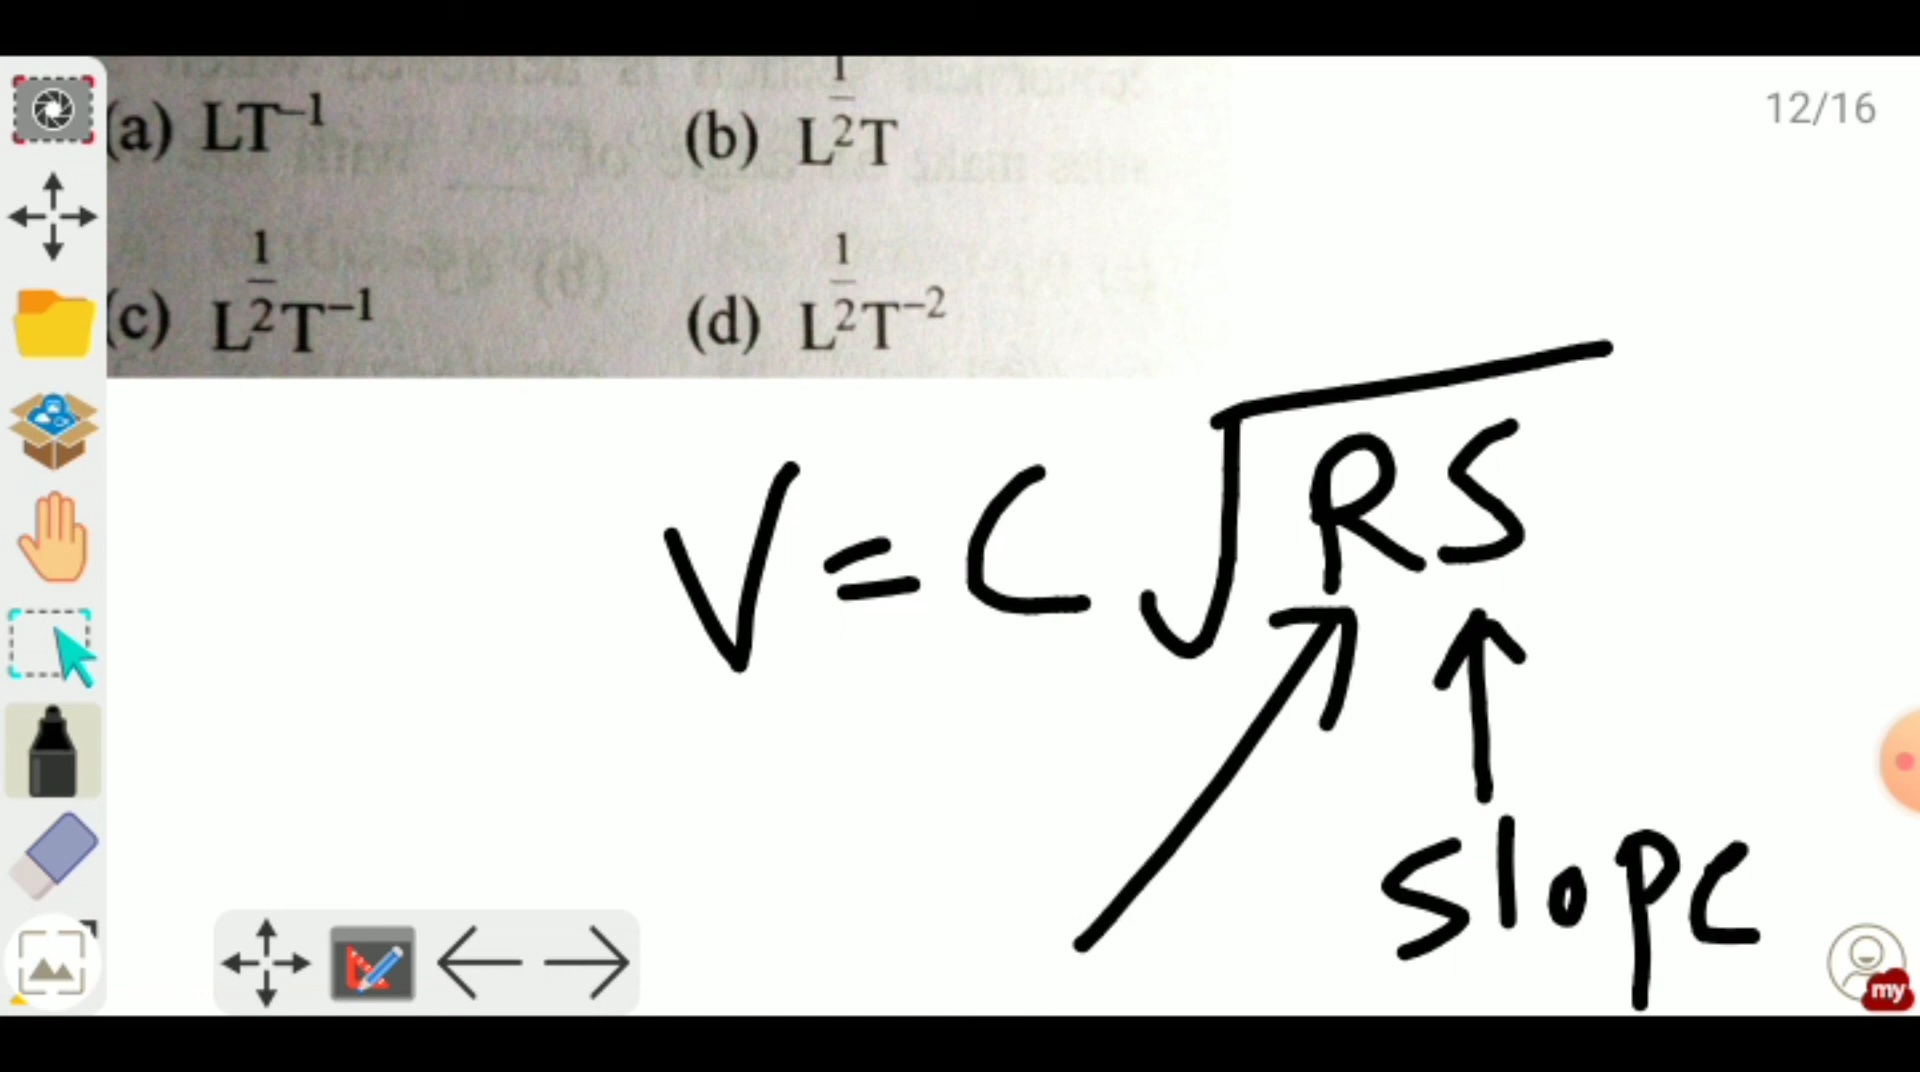 (a) LT⁻¹ (b) L^{1/2}T
12/16
(c) L^{1/2}T⁻¹ (d) L^{1/2}T⁻²
V = C√RS
slope
my